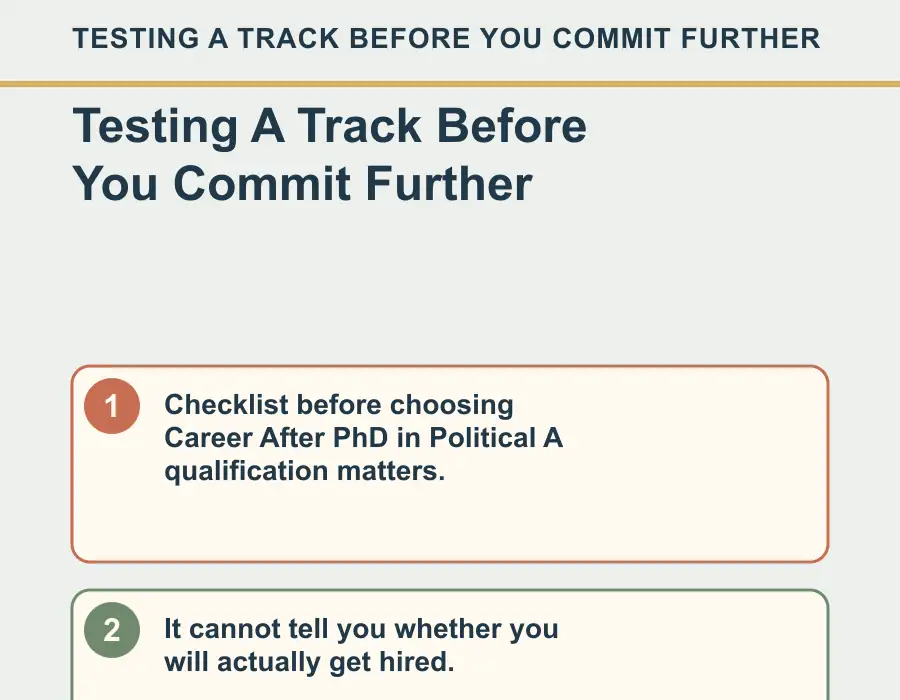 TESTING A TRACK BEFORE YOU COMMIT FURTHER
Testing A Track Before
You Commit Further
1
Checklist before choosing
Career After PhD in Political A
qualification matters.
2
It cannot tell you whether you
will actually get hired.